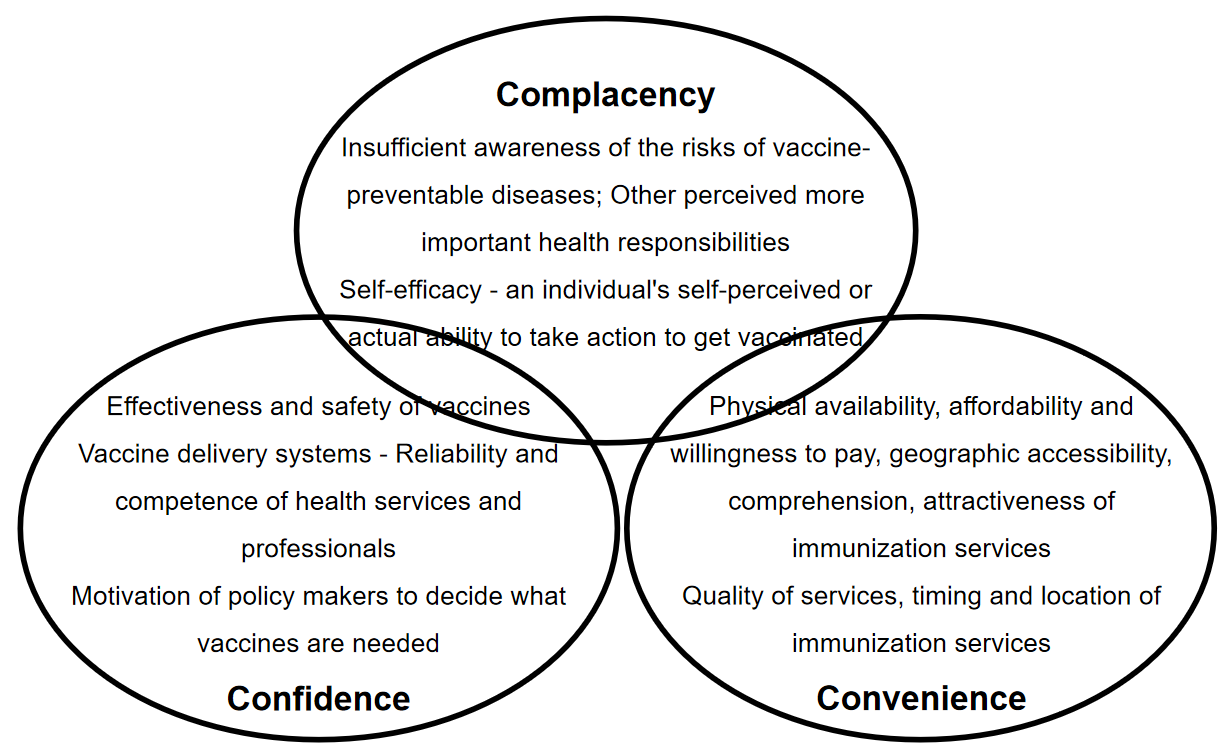 Complacency
Insufficient awareness of the risks of vaccine-
preventable diseases; Other perceived more
important health responsibilities
Self-efficacy - an individual's self-perceived or
actual ability to take action to get vaccinated
Effectiveness and safety of vaccines
Vaccine delivery systems - Reliability and
competence of health services and
professionals
Motivation of policy makers to decide what
vaccines are needed
Confidence
Physical availability, affordability and
willingness to pay, geographic accessibility,
comprehension, attractiveness of
immunization services
Quality of services, timing and location of
immunization services
Convenience